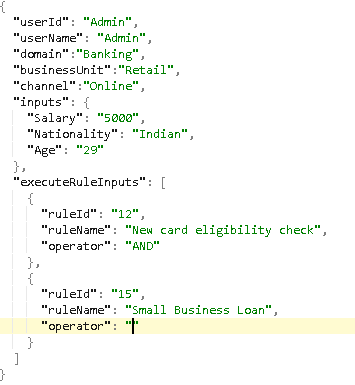 {
"userId": "Admin",
"userName": "Admin",
"domain":"Banking",
"businessUnit":"Retail",
"channel":"Online",
"inputs": {
"Salary": "5000",
"Nationality": "Indian",
"Age": "29"
},
"executeRuleInputs": [
{
"ruleId": "12",
"ruleName": "New card eligibility check",
"operator": "AND"
},
{
"ruleId": "15",
"ruleName": "Small Business Loan",
"operator": ""
}
]
}